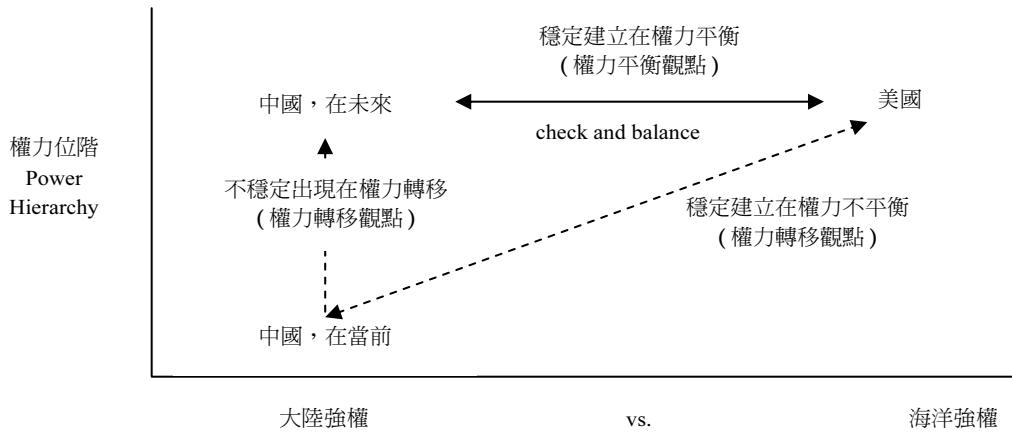 穩定建立在權力平衡
(權力平衡觀點)
中國，在未來
美國
check and balance
權力位階
Power
Hierarchy
不穩定出現在權力轉移
(權力轉移觀點)
穩定建立在權力不平衡
(權力轉移觀點)
中國，在當前
大陸強權 vs. 海洋強權